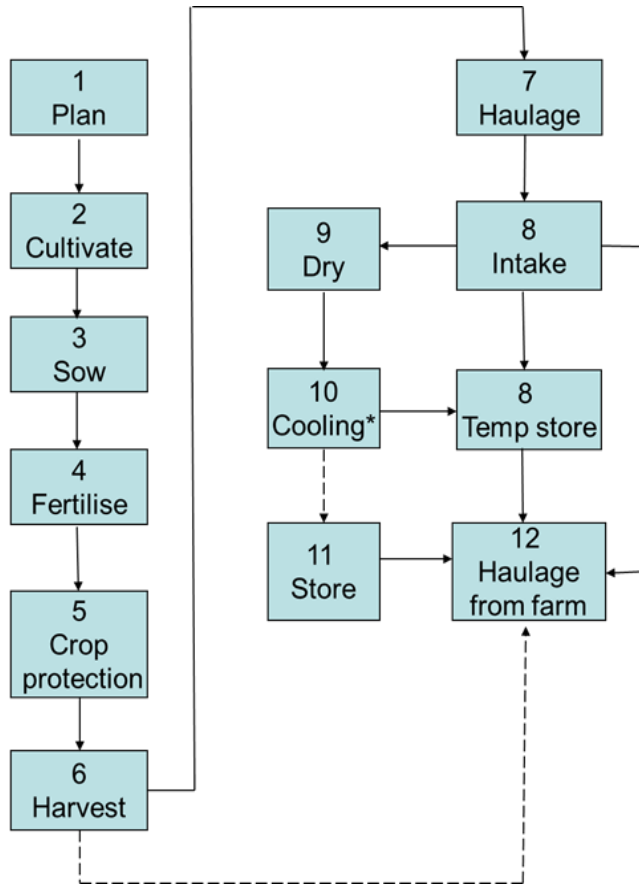 1
Plan
2
Cultivate
3
Sow
4
Fertilise
5
Crop
protection
6
Harvest
7
Haulage
8
Intake
9
Dry
10
Cooling*
8
Temp store
11
Store
12
Haulage
from farm